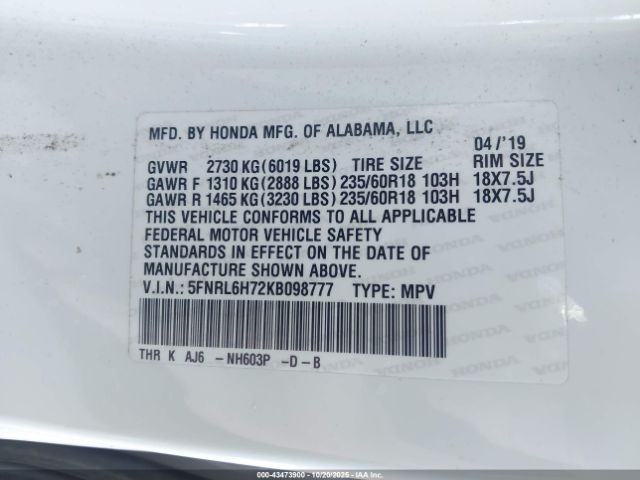 MFD. BY HONDA MFG. OF ALABAMA, LLC
04/'19
GVWR 2730 KG (6019 LBS) TIRE SIZE RIM SIZE
GAWR F 1310 KG (2888 LBS) 235/60R18 103H 18X7.5J
GAWR R 1465 KG (3230 LBS) 235/60R18 103H 18X7.5J
THIS VEHICLE CONFORMS TO ALL APPLICABLE
FEDERAL MOTOR VEHICLE SAFETY
STANDARDS IN EFFECT ON THE DATE OF
MANUFACTURE SHOWN ABOVE.
V.I.N.: 5FNRL6H72KB098777 TYPE: MPV
THR K AJ6 -NH603P -D-B
00-43473900 - 10/20/2025 - ©IAA, LLC